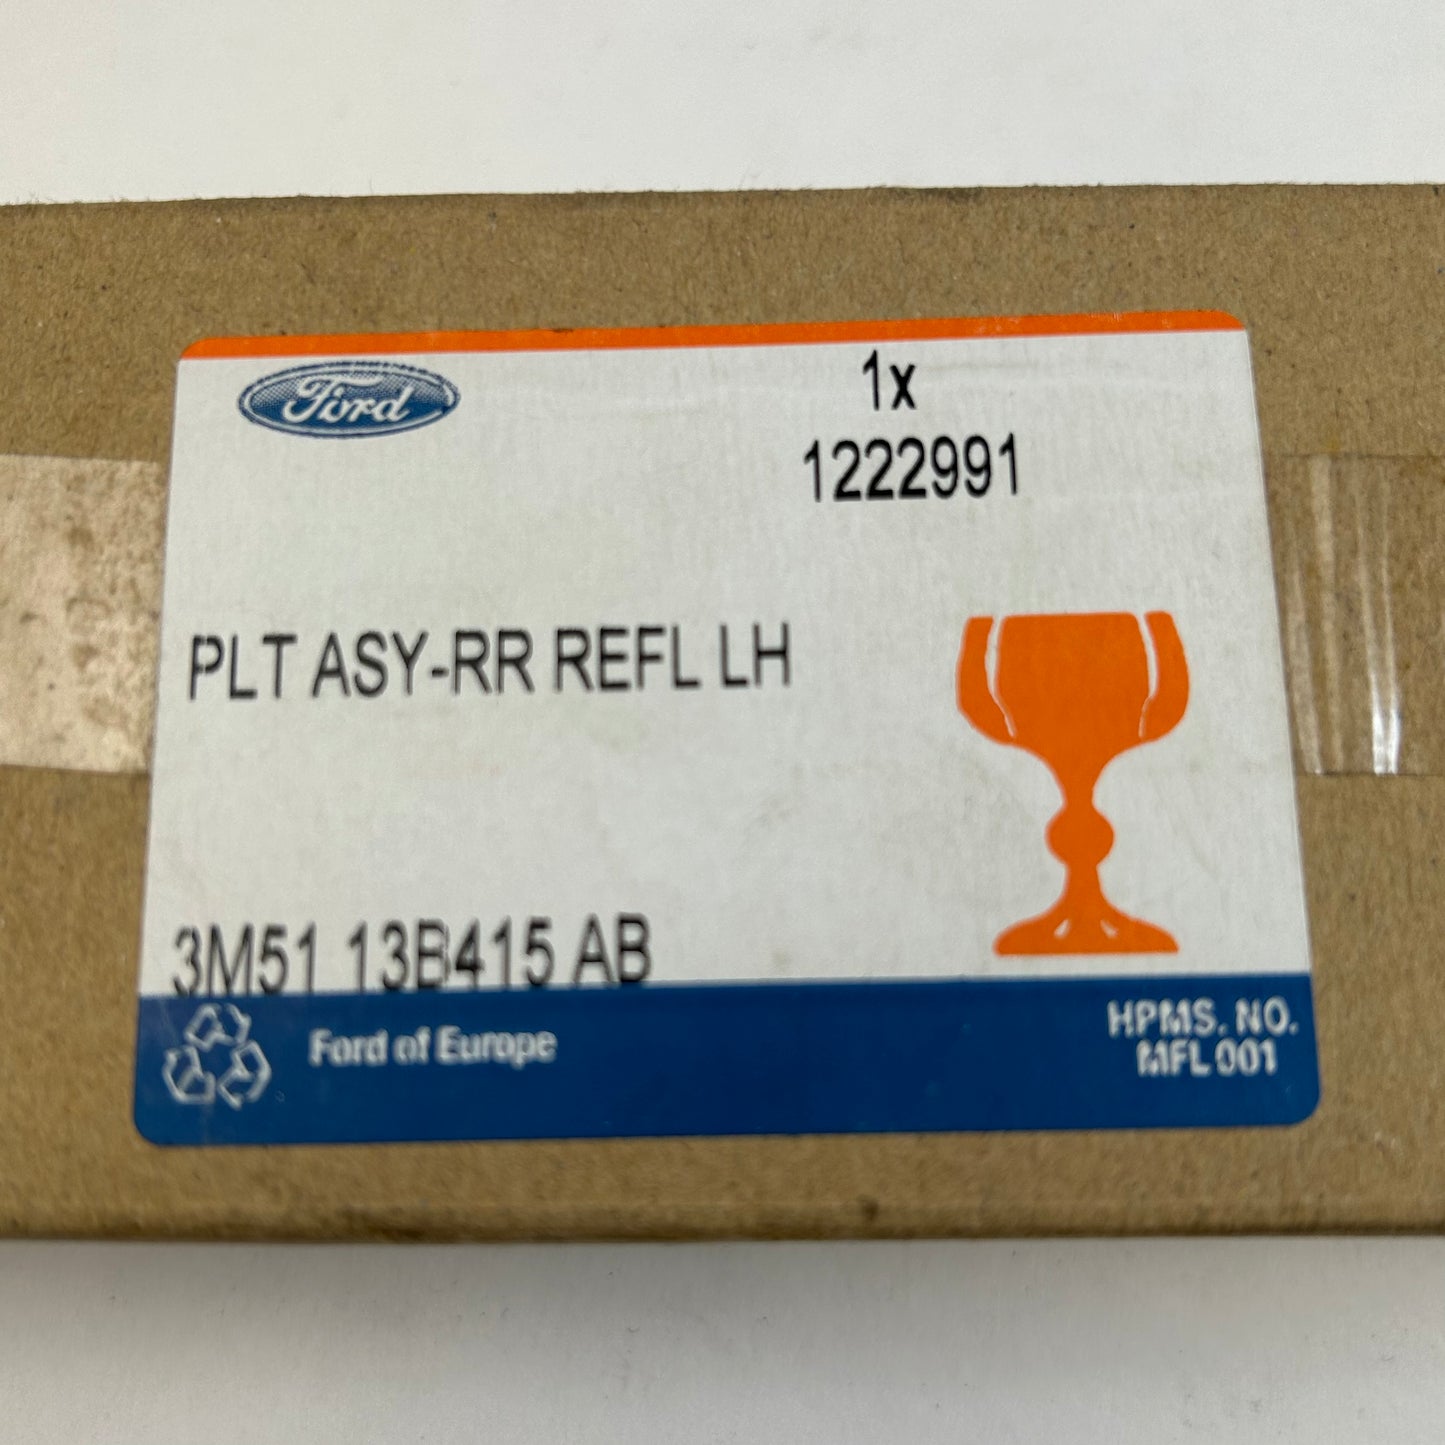 Ford
1x
1222991
PLT ASY-RR REFL LH
3M51 13B415 AB
Ford of Europe
HPMS. NO.
MFL 001